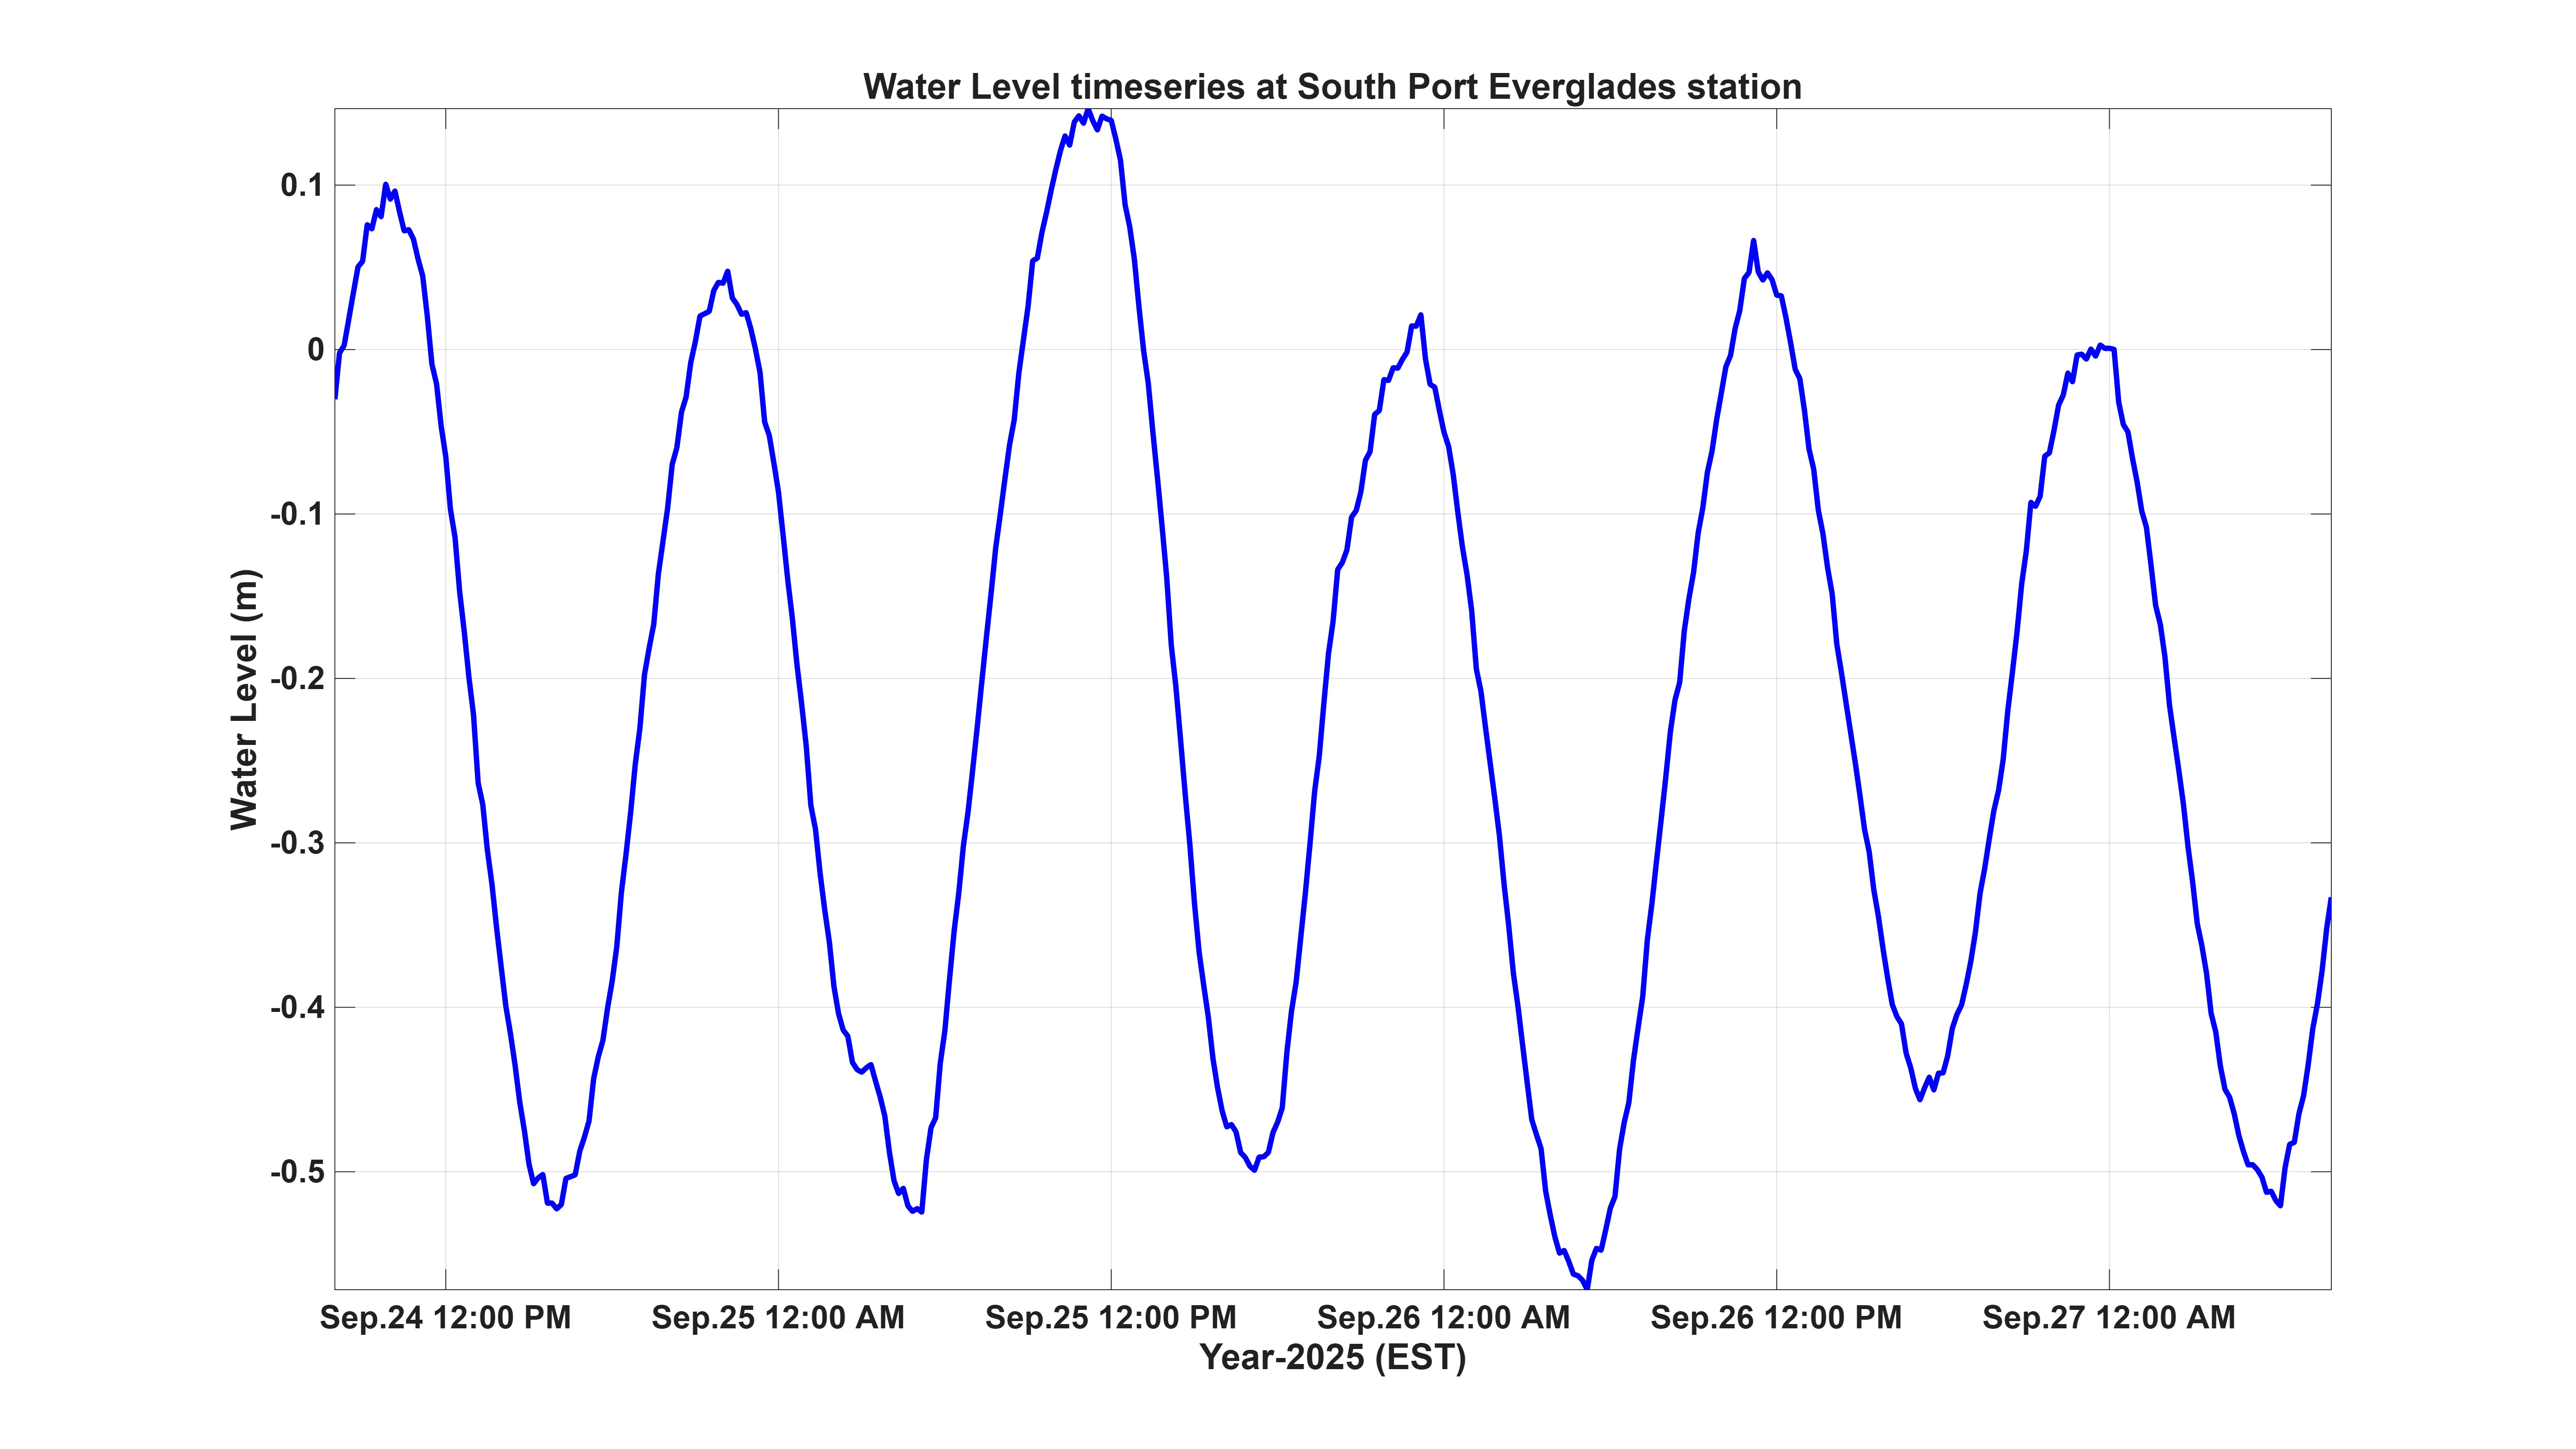 Water Level timeseries at South Port Everglades station
Water Level (m)
0.1
0
-0.1
-0.2
-0.3
-0.4
-0.5
Sep.24 12:00 PM
Sep.25 12:00 AM
Sep.25 12:00 PM
Sep.26 12:00 AM
Sep.26 12:00 PM
Sep.27 12:00 AM
Year-2025 (EST)